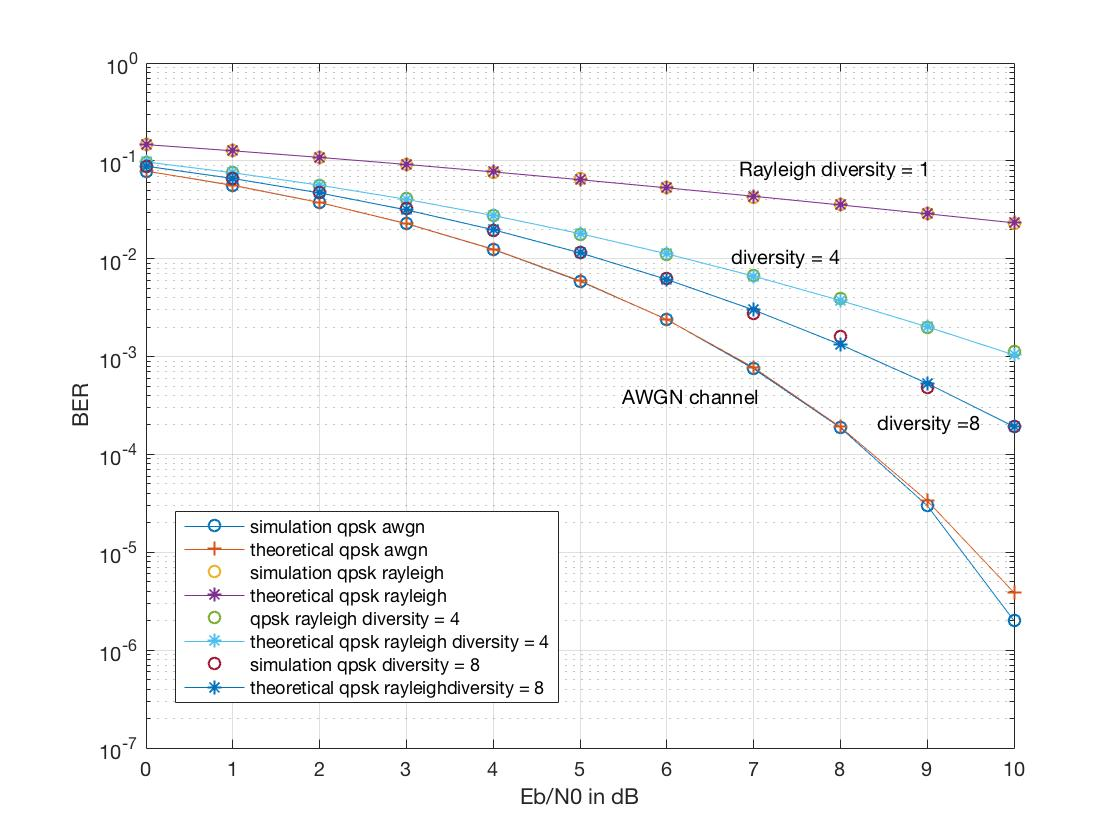 10^0
10^-1
10^-2
10^-3
10^-4
10^-5
10^-6
10^-7
BER
Rayleigh diversity = 1
diversity = 4
AWGN channel
diversity =8
simulation qpsk awgn
theoretical qpsk awgn
simulation qpsk rayleigh
theoretical qpsk rayleigh
qpsk rayleigh diversity = 4
theoretical qpsk rayleigh diversity = 4
simulation qpsk diversity = 8
theoretical qpsk rayleighdiversity = 8
0 1 2 3 4 5 6 7 8 9 10
Eb/N0 in dB